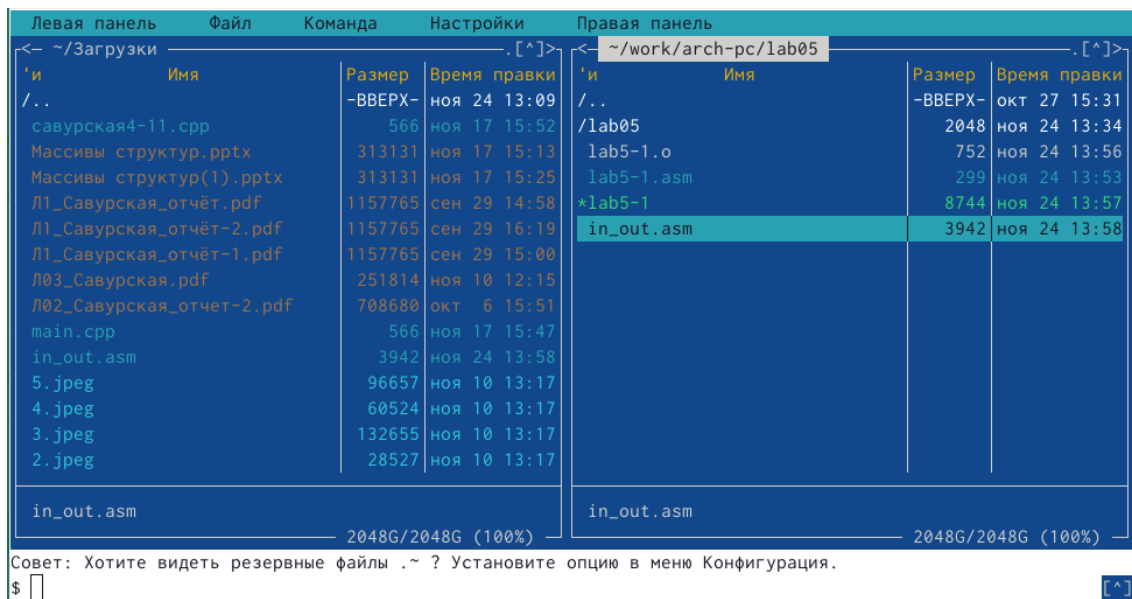 Левая панель Файл Команда Настройки Правая панель
<— ~/Загрузки .[^]>
'и Имя Размер Время правки
/.. -ВВЕРХ- ноя 24 13:09
савурская4-11.cpp 566 ноя 17 15:52
Массивы структур.pptx 313131 ноя 17 15:13
Массивы структур(1).pptx 313131 ноя 17 15:25
Л1_Савурская_отчёт.pdf 1157765 сен 29 14:58
Л1_Савурская_отчёт-2.pdf 1157765 сен 29 16:19
Л1_Савурская_отчёт-1.pdf 1157765 сен 29 15:00
Л03_Савурская.pdf 251814 ноя 10 12:15
Л02_Савурская_отчет-2.pdf 708680 окт 6 15:51
main.cpp 566 ноя 17 15:47
in_out.asm 3942 ноя 24 13:58
5.jpeg 96657 ноя 10 13:17
4.jpeg 60524 ноя 10 13:17
3.jpeg 132655 ноя 10 13:17
2.jpeg 28527 ноя 10 13:17
in_out.asm
2048G/2048G (100%)
<— ~/work/arch-pc/lab05 .[^]>
'и Имя Размер Время правки
/.. -ВВЕРХ- окт 27 15:31
/lab05 2048 ноя 24 13:34
lab5-1.o 752 ноя 24 13:56
lab5-1.asm 299 ноя 24 13:53
*lab5-1 8744 ноя 24 13:57
in_out.asm 3942 ноя 24 13:58
in_out.asm
2048G/2048G (100%)
Совет: Хотите видеть резервные файлы .~ ? Установите опцию в меню Конфигурация.
$ [^]